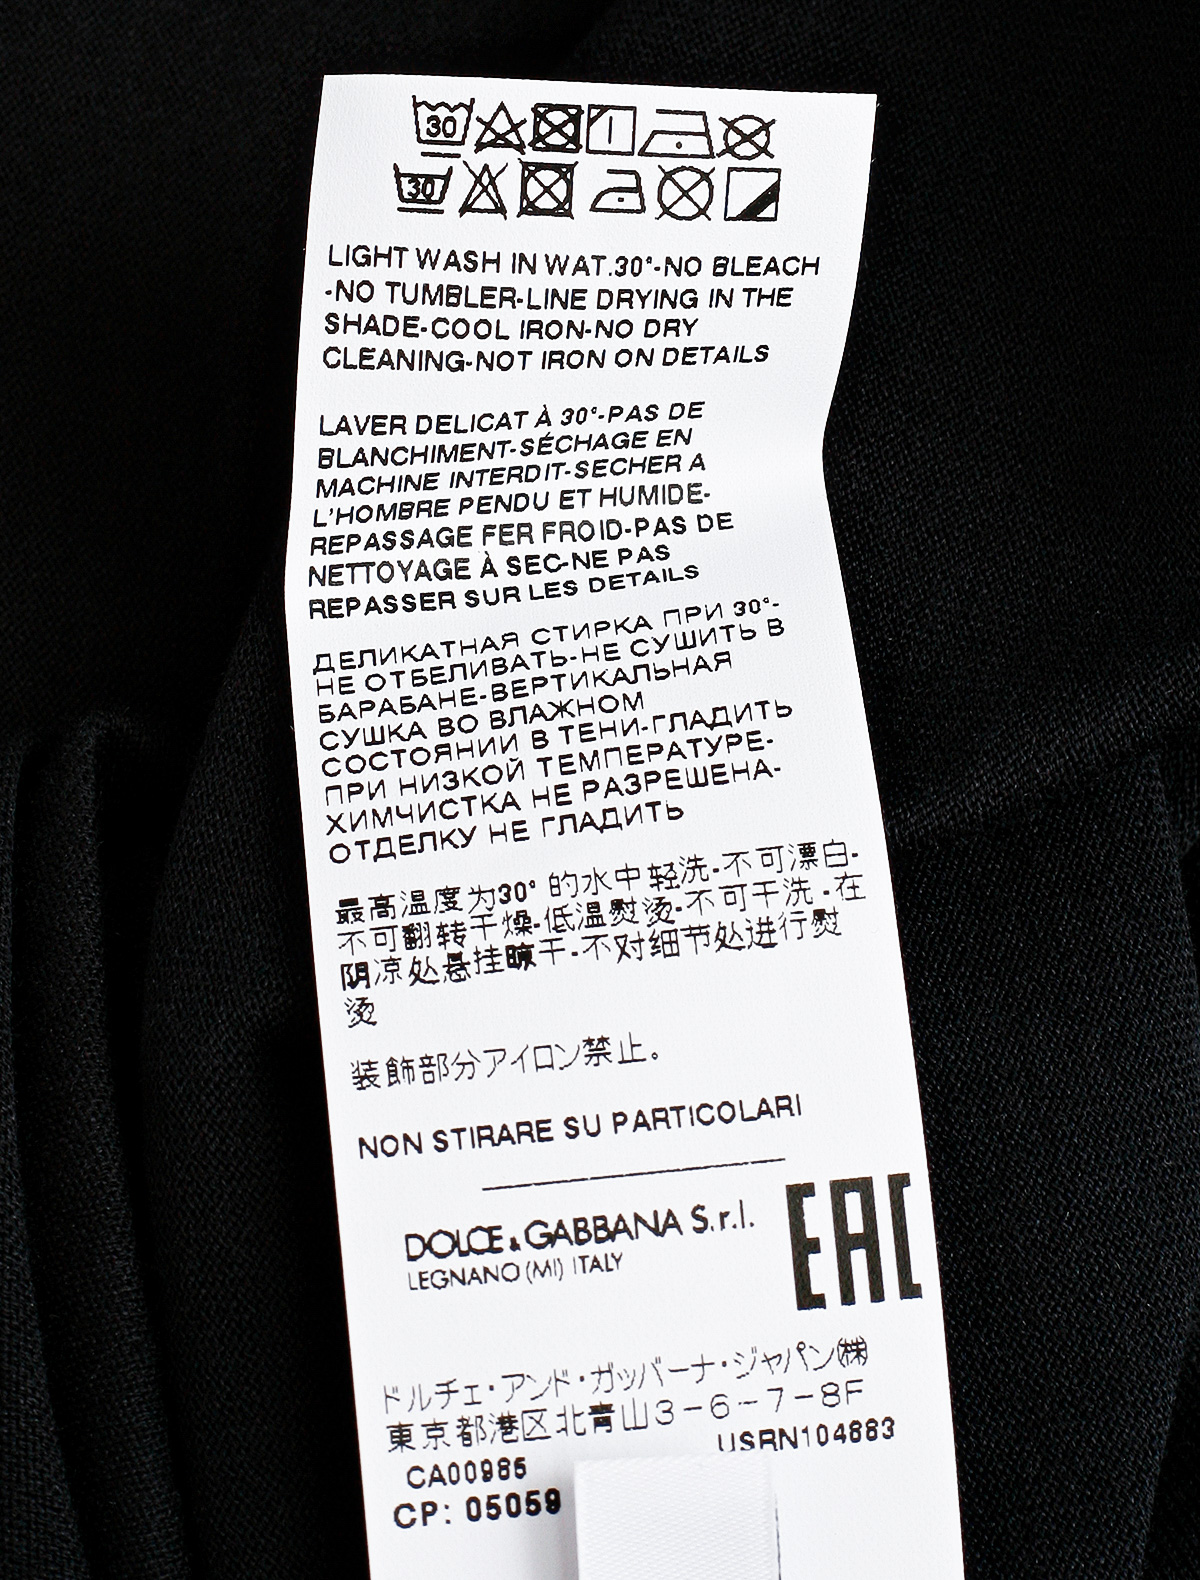 30
30
LIGHT WASH IN WAT.30°-NO BLEACH
-NO TUMBLER-LINE DRYING IN THE
SHADE-COOL IRON-NO DRY
CLEANING-NOT IRON ON DETAILS
LAVER DELICAT À 30°-PAS DE
BLANCHIMENT-SÉCHAGE EN
MACHINE INTERDIT-SECHER A
L'HOMBRE PENDU ET HUMIDE-
REPASSAGE FER FROID-PAS DE
NETTOYAGE À SEC-NE PAS
REPASSER SUR LES DETAILS
ДЕЛИКАТНАЯ СТИРКА ПРИ 30°-
НЕ ОТБЕЛИВАТЬ-НЕ СУШИТЬ В
БАРАБАНЕ-ВЕРТИКАЛЬНАЯ
СУШКА ВО ВЛАЖНОМ
СОСТОЯНИИ В ТЕНИ-ГЛАДИТЬ
ПРИ НИЗКОЙ ТЕМПЕРАТУРЕ-
ХИМЧИСТКА НЕ РАЗРЕШЕНА-
ОТДЕЛКУ НЕ ГЛАДИТЬ
最高温度为30° 的水中轻洗-不可漂白-
不可翻转干燥-低温熨烫-不可干洗-在
阴凉处悬挂晾干-不对细节处进行熨
烫
装飾部分アイロン禁止。
NON STIRARE SU PARTICOLARI
DOLCE & GABBANA S.r.l.
LEGNANO (MI) ITALY
EAC
ドルチェ・アンド・ガッバーナ・ジャパン㈱
東京都港区北青山3-6-7-8F
USRN104883
CA00985
CP: 05059